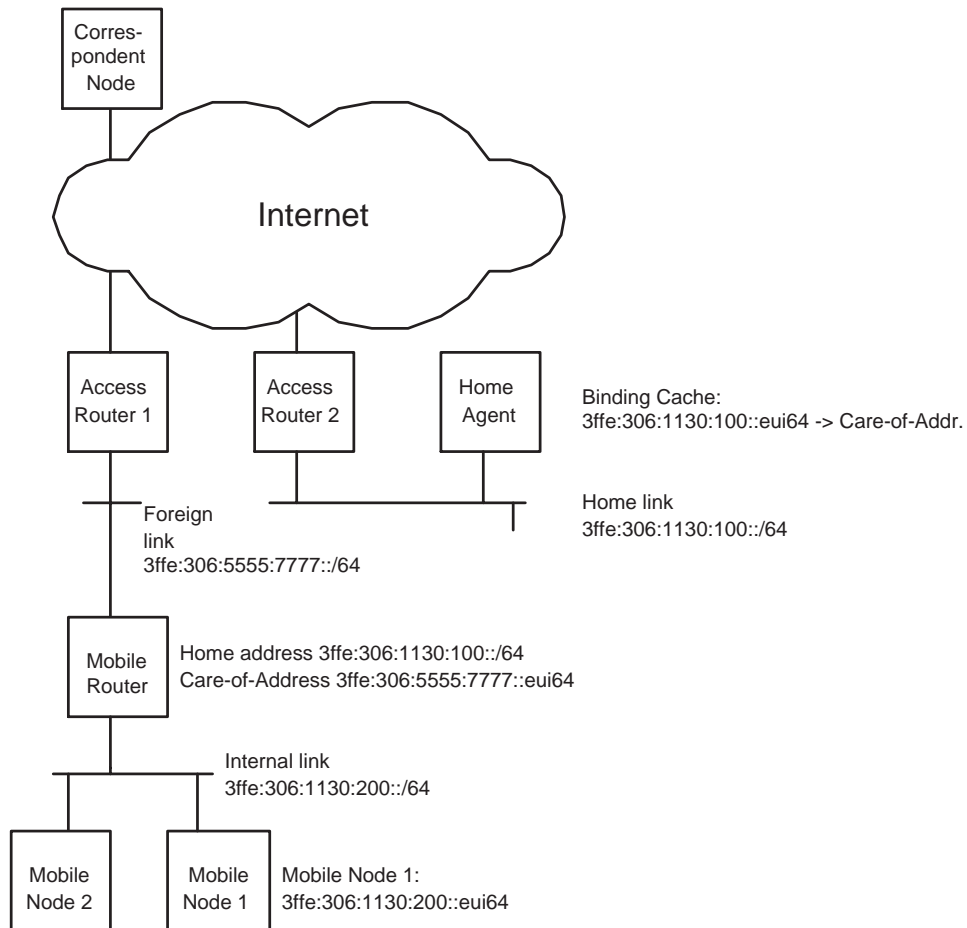 Corres-
pondent
Node
Internet
Access
Router 1
Access
Router 2
Home
Agent
Binding Cache:
3ffe:306:1130:100::eui64 -> Care-of-Addr.
Foreign
link
3ffe:306:5555:7777::/64
Home link
3ffe:306:1130:100::/64
Mobile
Router
Home address 3ffe:306:1130:100::/64
Care-of-Address 3ffe:306:5555:7777::eui64
Internal link
3ffe:306:1130:200::/64
Mobile
Node 2
Mobile
Node 1
Mobile Node 1:
3ffe:306:1130:200::eui64